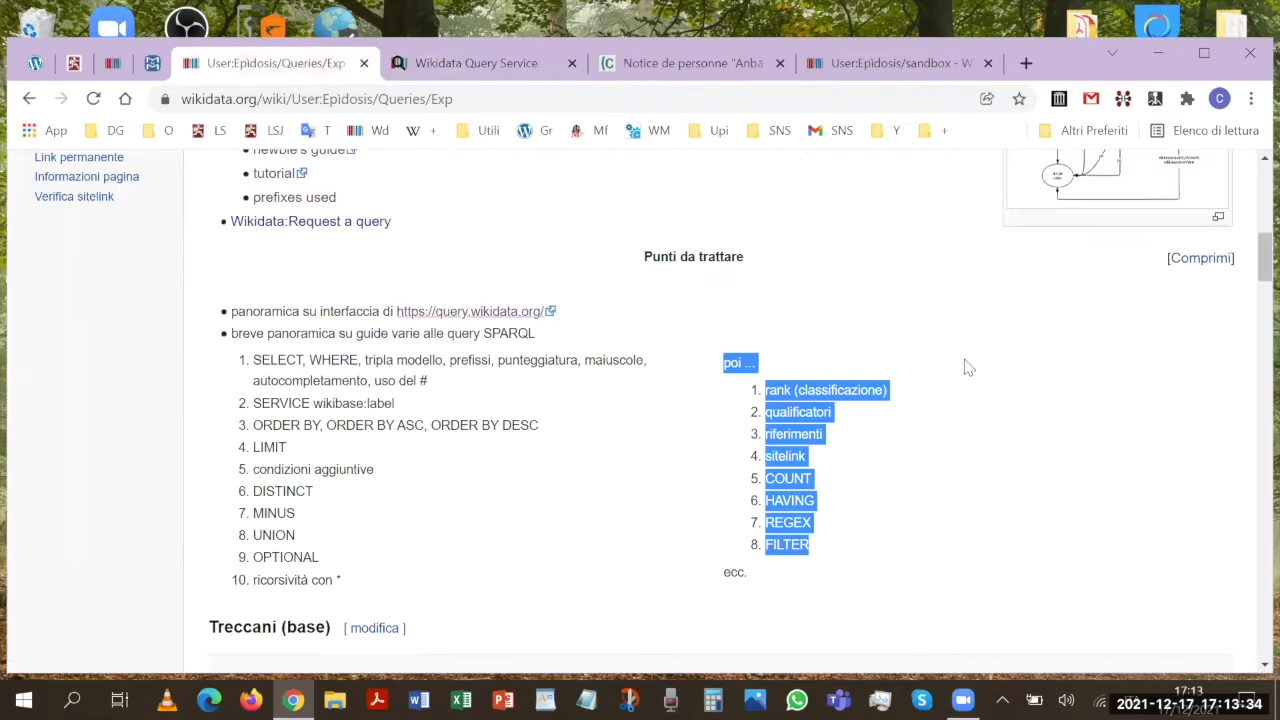 User:Epìdosis/Queries/Exp
Wikidata Query Service
Notice de personne "Anba
User:Epìdosis/sandbox - W
wikidata.org/wiki/User:Epìdosis/Queries/Exp
App
DG
O
LS
LSJ
T
Wd
+
Utili
Gr
Mf
WM
Upi
SNS
SNS
Y
+
Altri Preferiti
Elenco di lettura
Link permanente
Informazioni pagina
Verifica sitelink
newbie's guide
tutorial
prefixes used
Wikidata:Request a query
Punti da trattare
[Comprimi]
panoramica su interfaccia di https://query.wikidata.org/
breve panoramica su guide varie alle query SPARQL
1. SELECT, WHERE, tripla modello, prefissi, punteggiatura, maiuscole,
autocompletamento, uso del #
2. SERVICE wikibase:label
3. ORDER BY, ORDER BY ASC, ORDER BY DESC
4. LIMIT
5. condizioni aggiuntive
6. DISTINCT
7. MINUS
8. UNION
9. OPTIONAL
10. ricorsività con *
poi ...
1. rank (classificazione)
2. qualificatori
3. riferimenti
4. sitelink
5. COUNT
6. HAVING
7. REGEX
8. FILTER
ecc.
Treccani (base) [ modifica ]
17:13
2021-12-17 17:13:34